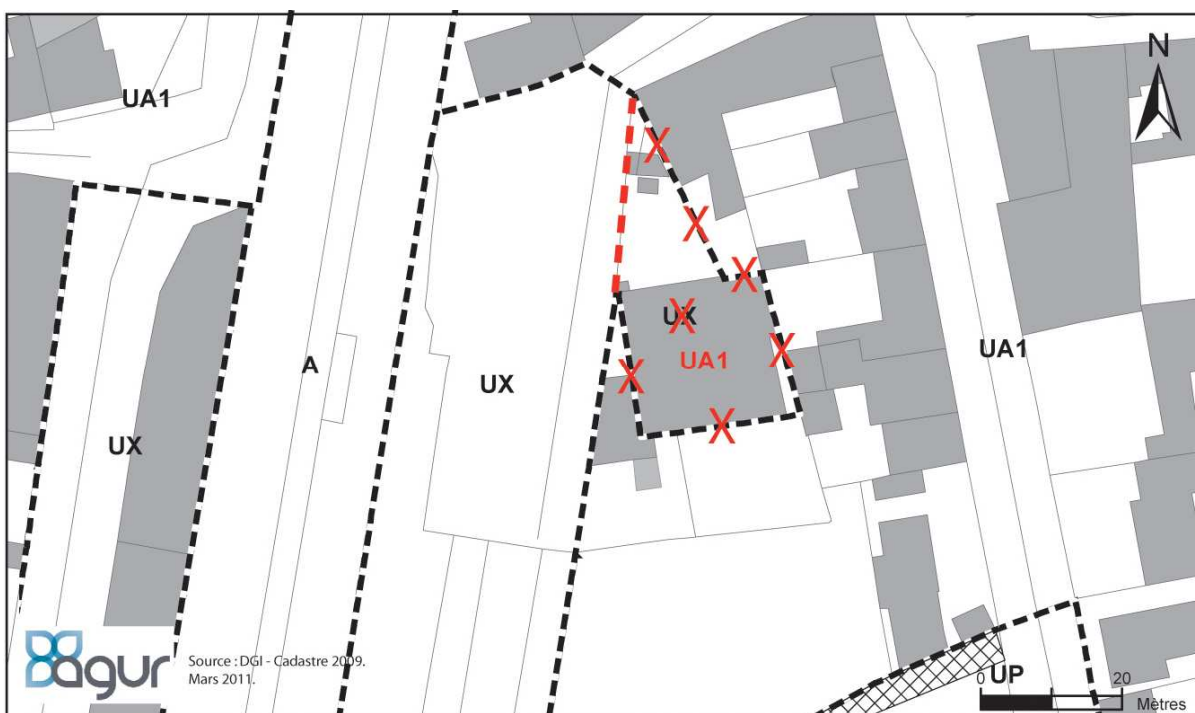 N
UA1
X
X
X
UX
X
UA1
X
UA1
A
UX
X
X
UX
agur
Source : DGI - Cadastre 2009.
Mars 2011.
UP
0 20
Mètres